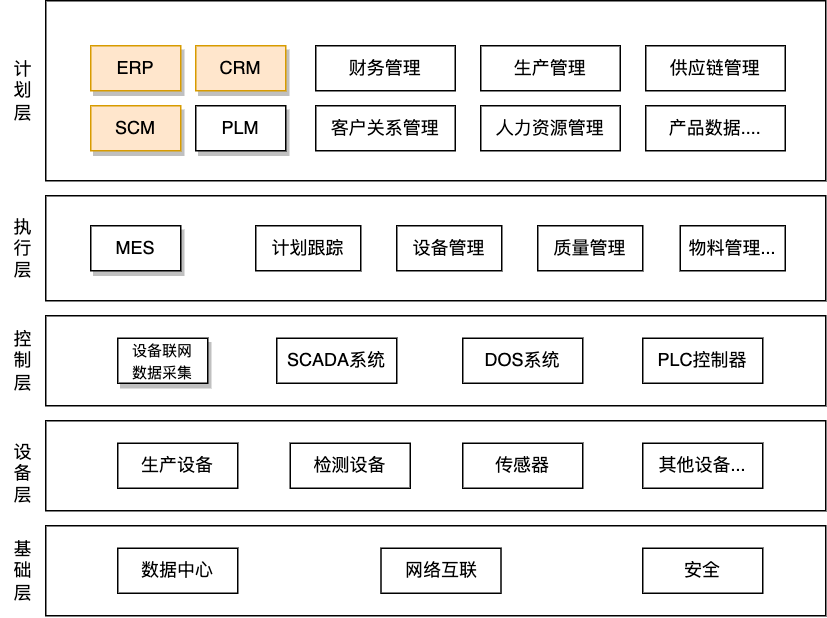 计划层
ERP
CRM
财务管理
生产管理
供应链管理
SCM
PLM
客户关系管理
人力资源管理
产品数据....
执行层
MES
计划跟踪
设备管理
质量管理
物料管理...
控制层
设备联网
数据采集
SCADA系统
DOS系统
PLC控制器
设备层
生产设备
检测设备
传感器
其他设备...
基础层
数据中心
网络互联
安全